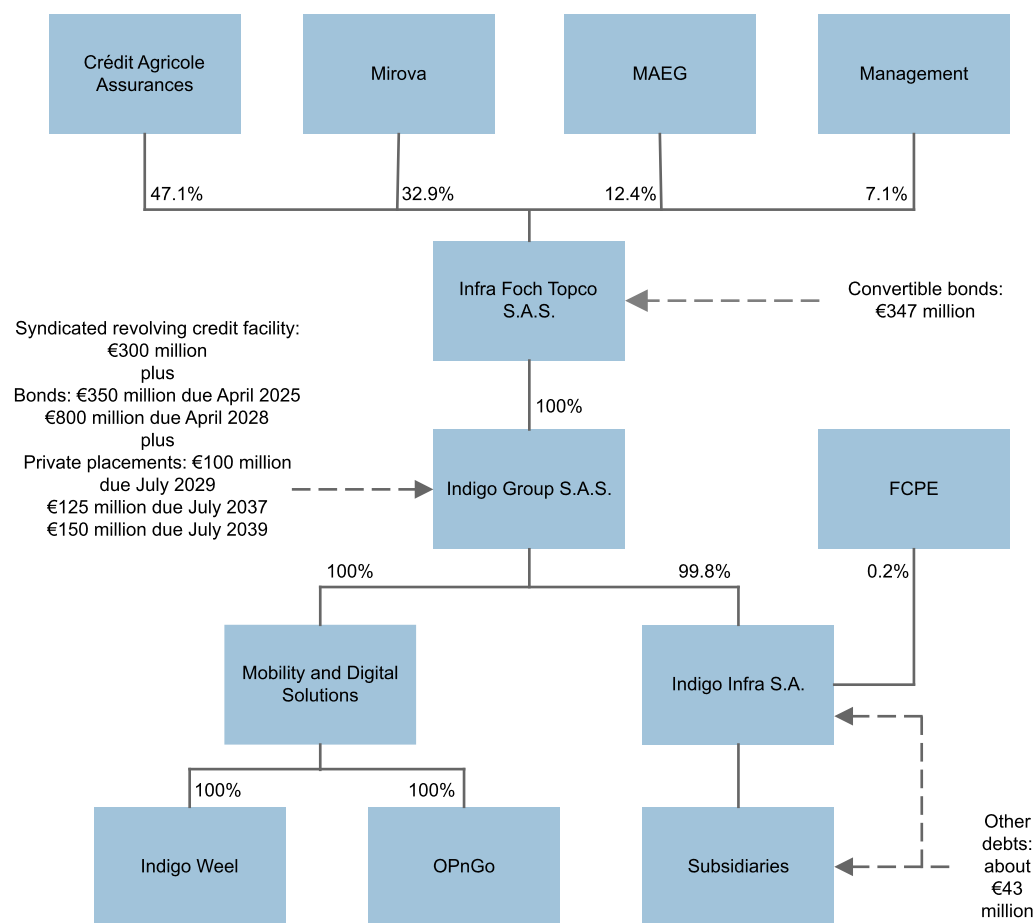 Crédit Agricole
Assurances
Mirova
MAEG
Management
47.1%
32.9%
12.4%
7.1%
Infra Foch Topco
S.A.S.
Convertible bonds:
€347 million
Syndicated revolving credit facility:
€300 million
plus
Bonds: €350 million due April 2025
€800 million due April 2028
plus
Private placements: €100 million
due July 2029
€125 million due July 2037
€150 million due July 2039
100%
Indigo Group S.A.S.
FCPE
100%
99.8%
0.2%
Mobility and Digital
Solutions
Indigo Infra S.A.
100%
100%
Indigo Weel
OPnGo
Subsidiaries
Other
debts:
about
€43
million